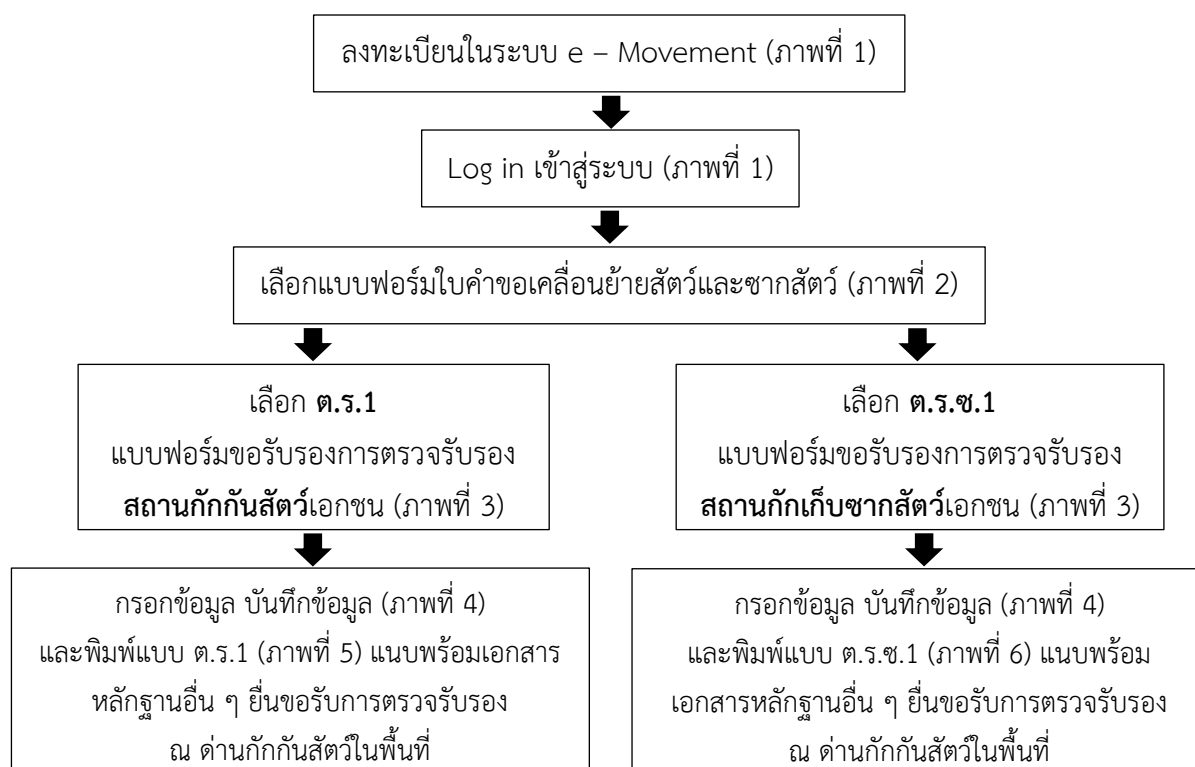 ลงทะเบียนในระบบ e – Movement (ภาพที่ 1)
Log in เข้าสู่ระบบ (ภาพที่ 1)
เลือกแบบฟอร์มใบคำขอเคลื่อนย้ายสัตว์และซากสัตว์ (ภาพที่ 2)
เลือก ต.ร.1
แบบฟอร์มขอรับรองการตรวจรับรอง
สถานกักกันสัตว์เอกชน (ภาพที่ 3)
เลือก ต.ร.ซ.1
แบบฟอร์มขอรับรองการตรวจรับรอง
สถานกักเก็บซากสัตว์เอกชน (ภาพที่ 3)
กรอกข้อมูล บันทึกข้อมูล (ภาพที่ 4)
และพิมพ์แบบ ต.ร.1 (ภาพที่ 5) แนบพร้อมเอกสาร
หลักฐานอื่น ๆ ยื่นขอรับการตรวจรับรอง
ณ ด่านกักกันสัตว์ในพื้นที่
กรอกข้อมูล บันทึกข้อมูล (ภาพที่ 4)
และพิมพ์แบบ ต.ร.ซ.1 (ภาพที่ 6) แนบพร้อม
เอกสารหลักฐานอื่น ๆ ยื่นขอรับการตรวจรับรอง
ณ ด่านกักกันสัตว์ในพื้นที่